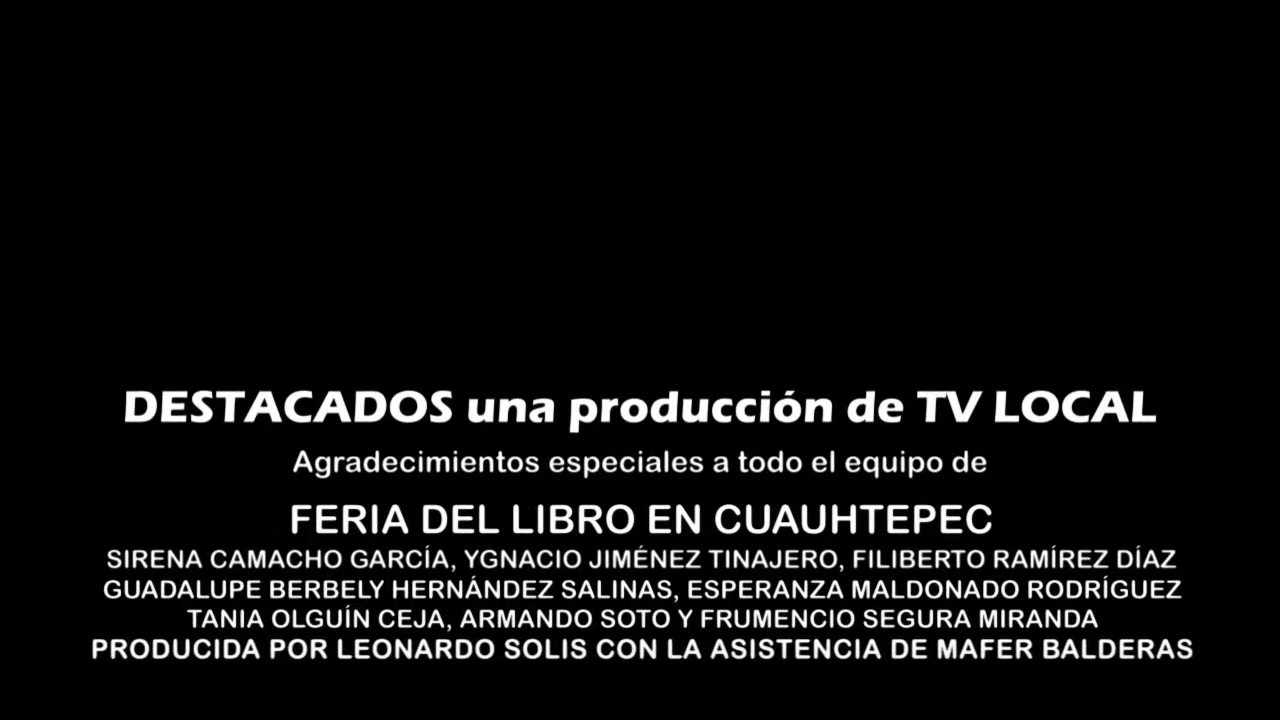 DESTACADOS una producción de TV LOCAL
Agradecimientos especiales a todo el equipo de
FERIA DEL LIBRO EN CUAUHTEPEC
SIRENA CAMACHO GARCÍA, YGNACIO JIMÉNEZ TINAJERO, FILIBERTO RAMÍREZ DÍAZ
GUADALUPE BERBELY HERNÁNDEZ SALINAS, ESPERANZA MALDONADO RODRÍGUEZ
TANIA OLGUÍN CEJA, ARMANDO SOTO Y FRUMENCIO SEGURA MIRANDA
PRODUCIDA POR LEONARDO SOLIS CON LA ASISTENCIA DE MAFER BALDERAS